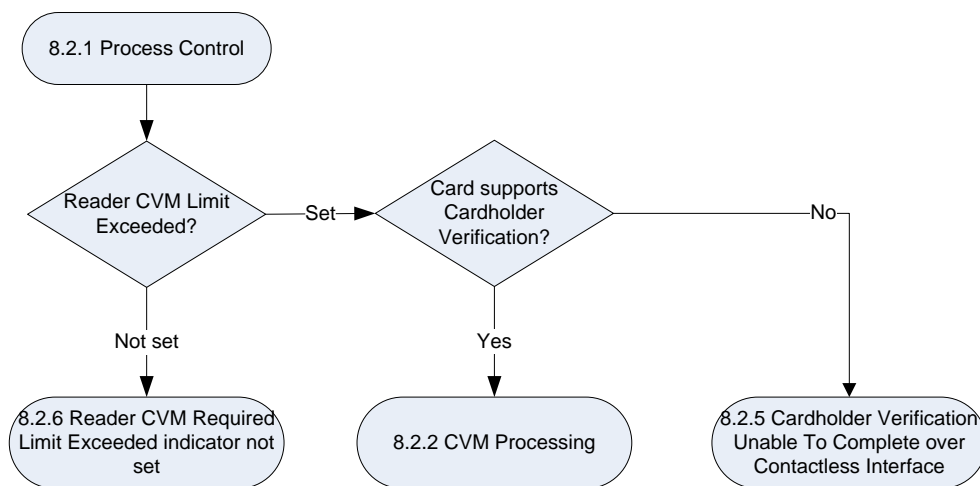 8.2.1 Process Control
Reader CVM Limit
Exceeded?
Set
Card supports
Cardholder
Verification?
No
Not set
Yes
8.2.6 Reader CVM Required
Limit Exceeded indicator not
set
8.2.2 CVM Processing
8.2.5 Cardholder Verification
Unable To Complete over
Contactless Interface